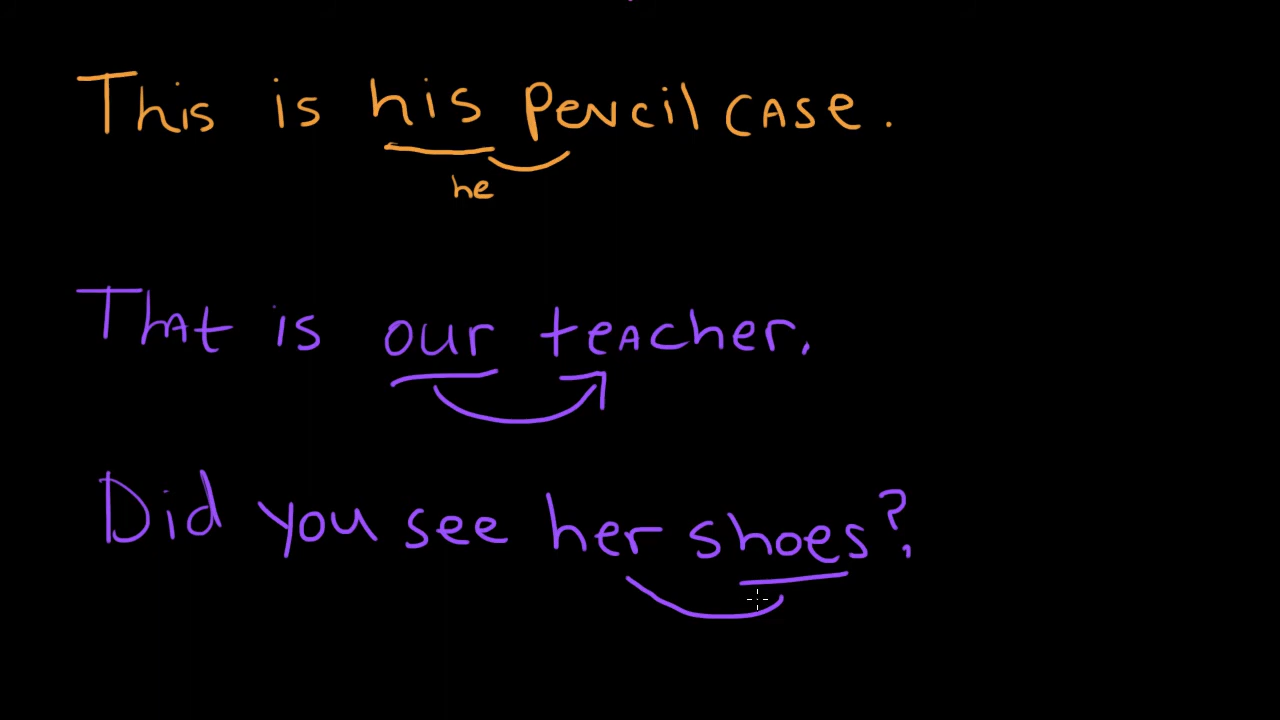 This is his pencil case.
he
That is our teacher.
Did you see her shoes?